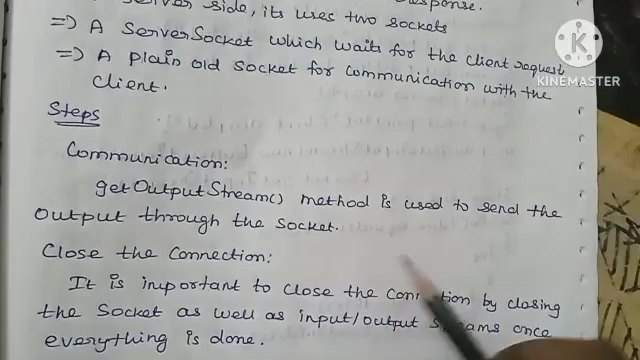 server side, its uses two sockets
=> A ServerSocket which waits for the client request
=> A plain old socket for communication with the
client.
Steps
Communication:
getOutputStream() method is used to send the
Output through the Socket.
Close the Connection:
It is important to close the connection by closing
the Socket as well as input/output streams once
everything is done.
KINEMASTER